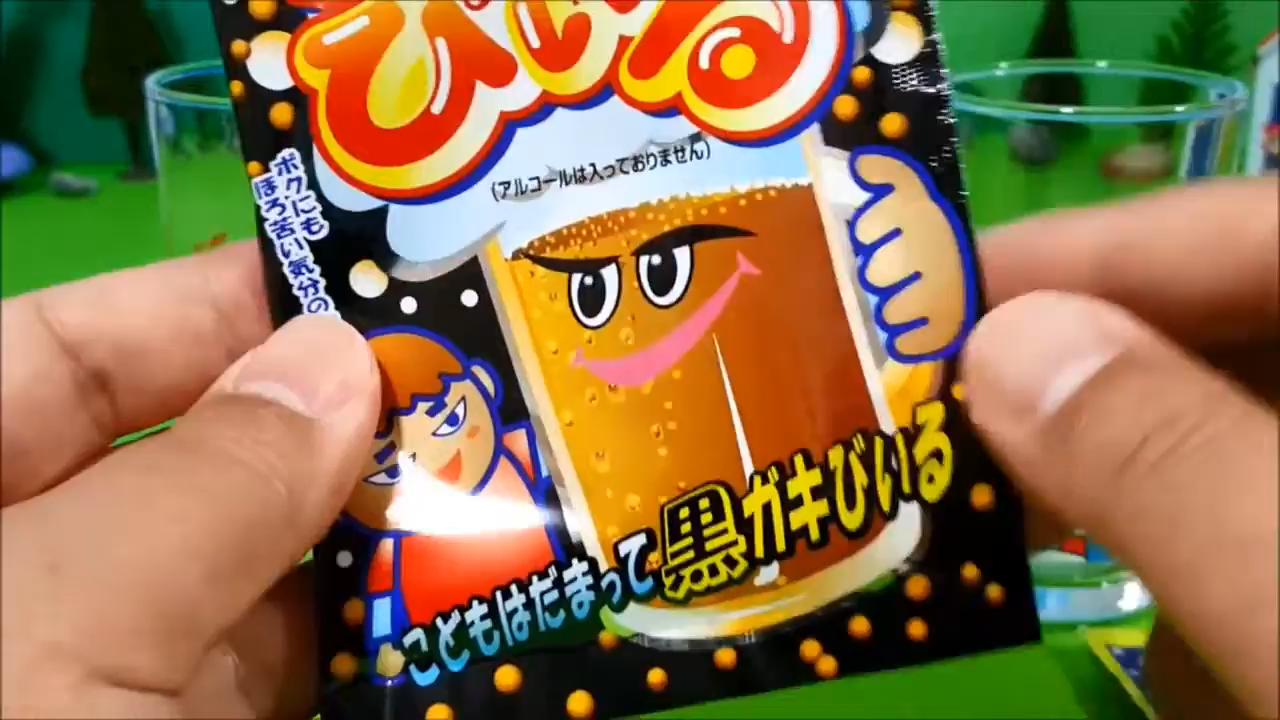 びいる
(アルコールは入っておりません)
ボクにも
ほろ苦い気分の
こどもはだまって黒ガキびいる